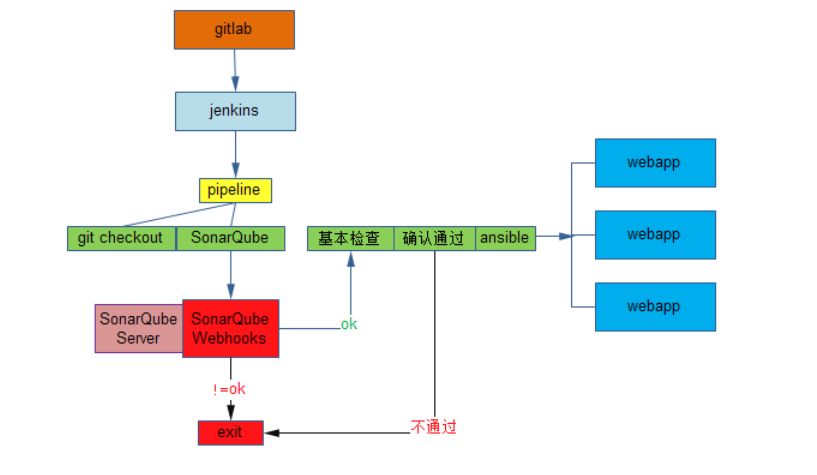 gitlab
jenkins
pipeline
git checkout
SonarQube
基本检查
确认通过
ansible
webapp
webapp
webapp
SonarQube
Server
SonarQube
Webhooks
ok
!=ok
不通过
exit